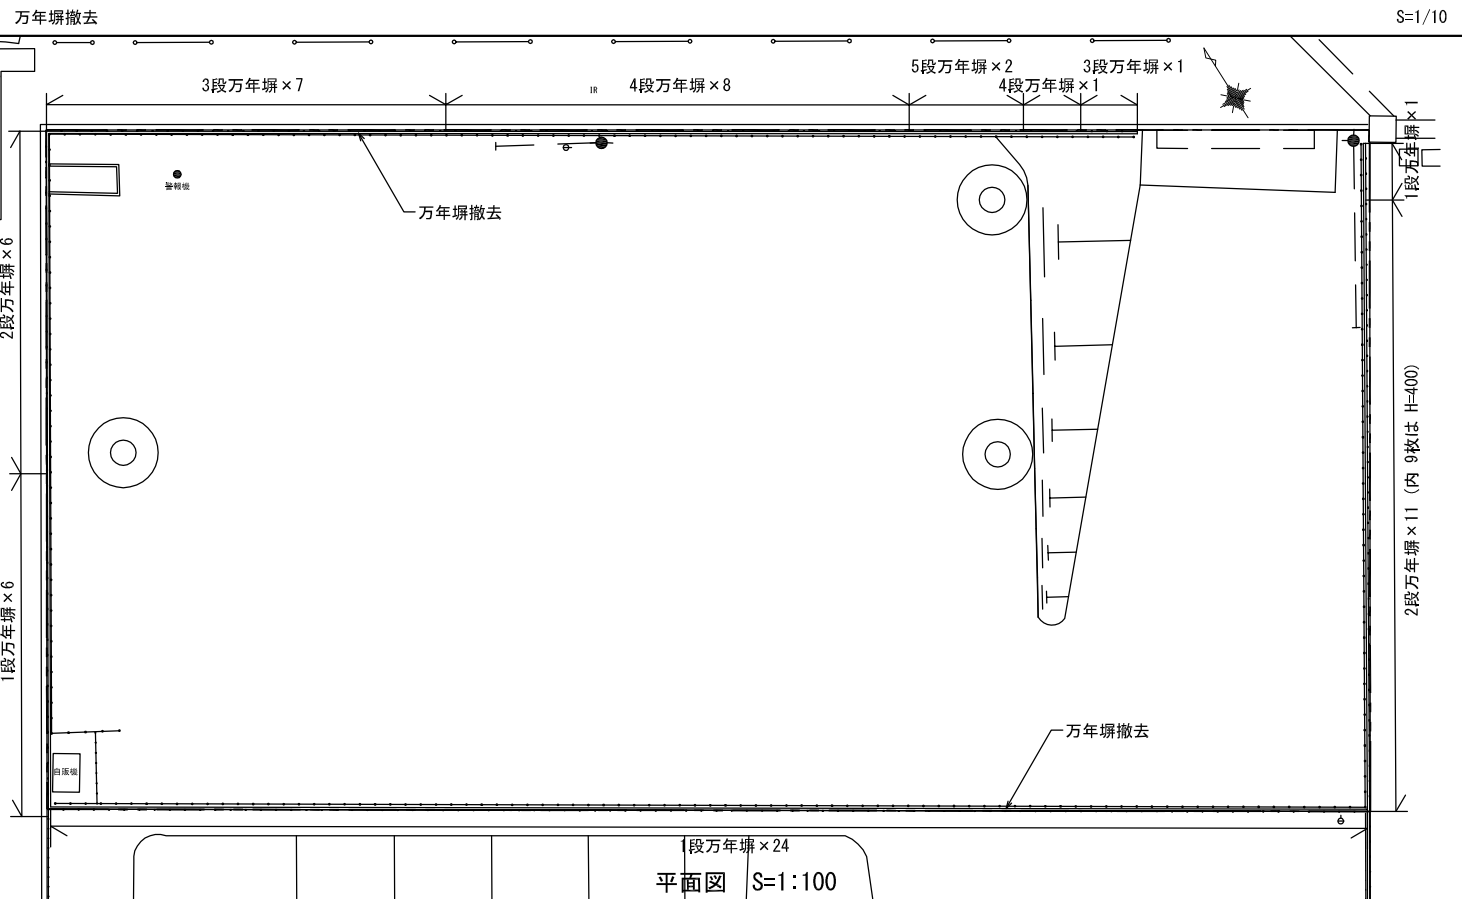 万年塀撤去
S=1/10
3段万年塀×7
4段万年塀×8
5段万年塀×2
4段万年塀×1
3段万年塀×1
IR
1段万年塀×1
警報機
万年塀撤去
2段万年塀×6
2段万年塀×11 (内 9枚は H=400)
1段万年塀×6
万年塀撤去
自販機
1段万年塀×24
平面図 S=1:100